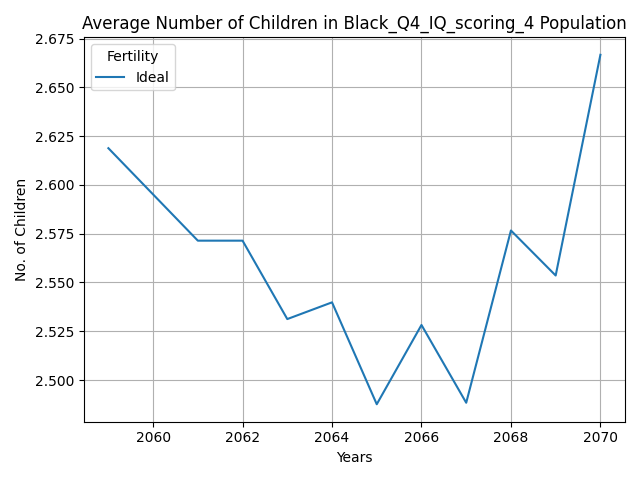 Average Number of Children in Black_Q4_IQ_scoring_4 Population
Fertility
Ideal
2.675
2.650
2.625
2.600
2.575
2.550
2.525
2.500
No. of Children
2060 2062 2064 2066 2068 2070
Years